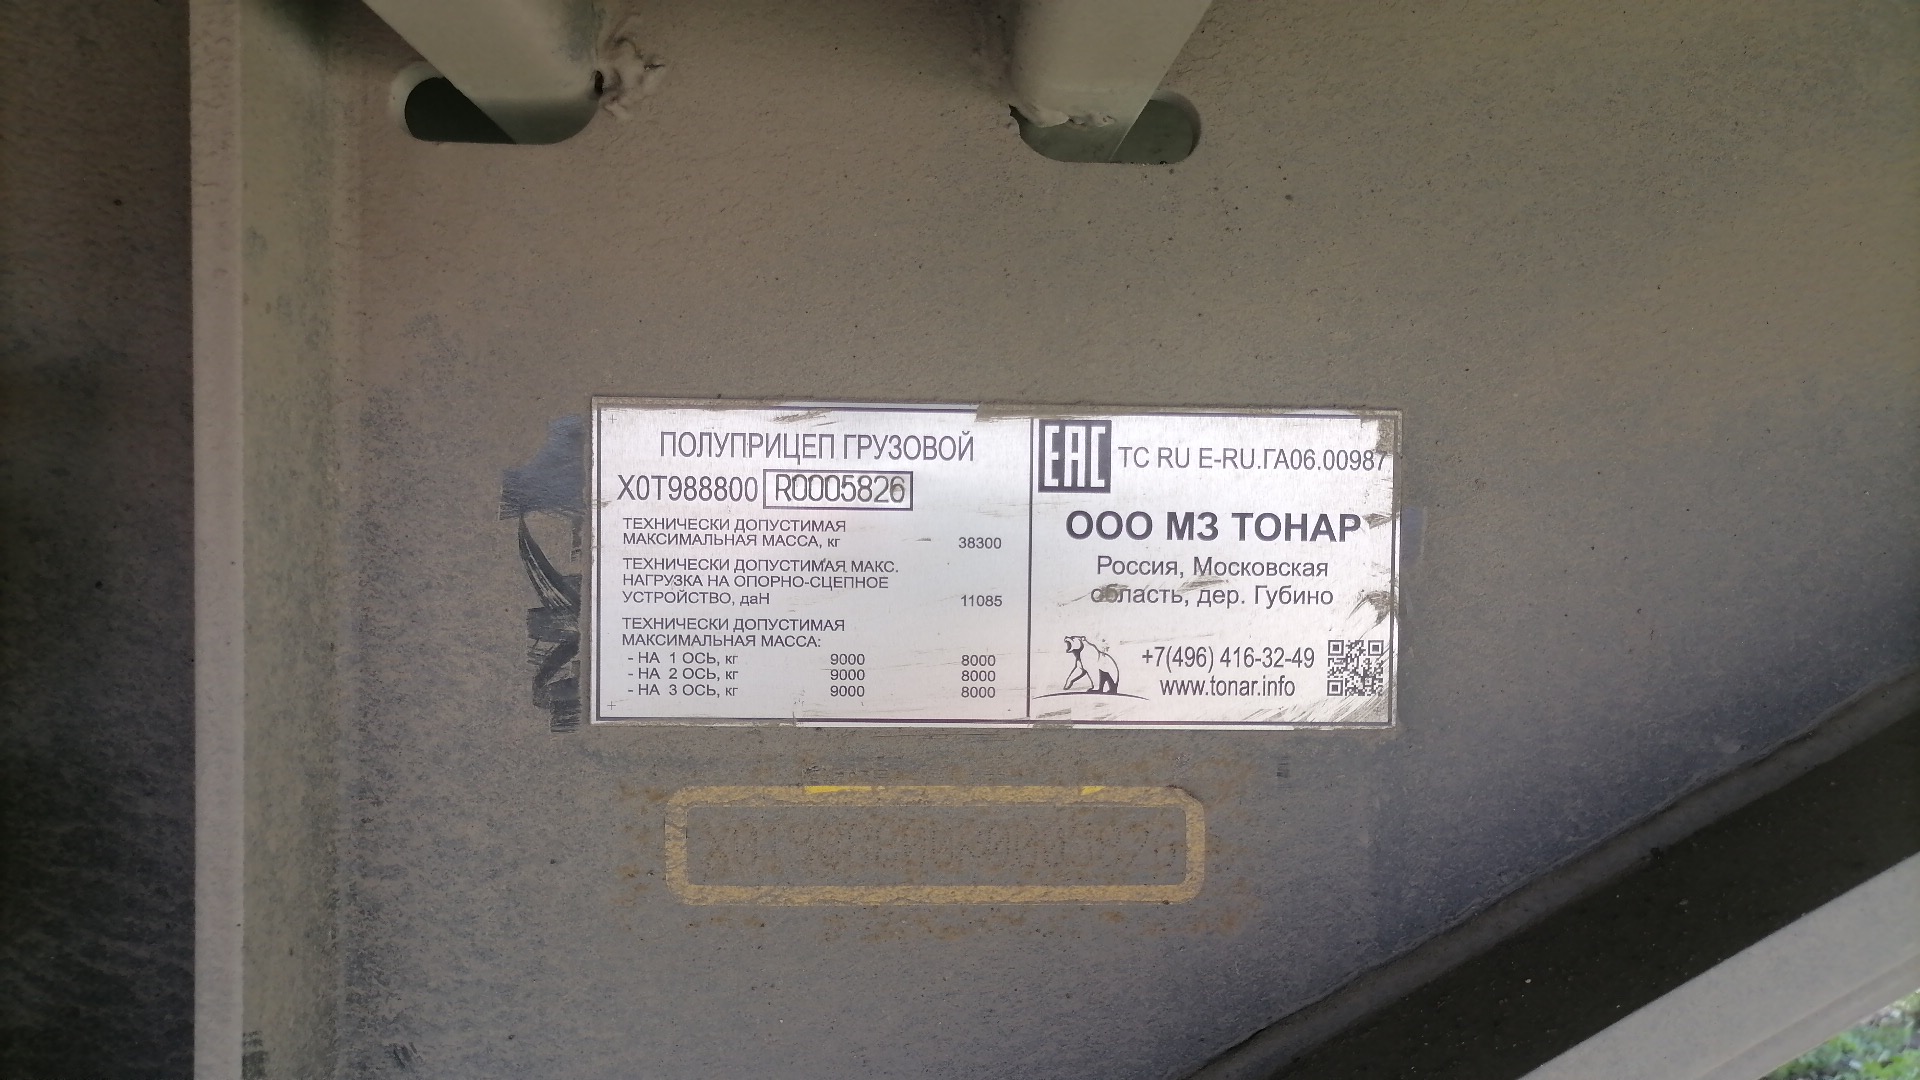 ПОЛУПРИЦЕП ГРУЗОВОЙ
X0T988800 R0005826
ТЕХНИЧЕСКИ ДОПУСТИМАЯ
МАКСИМАЛЬНАЯ МАССА, кг 38300
ТЕХНИЧЕСКИ ДОПУСТИМАЯ МАКС.
НАГРУЗКА НА ОПОРНО-СЦЕПНОЕ
УСТРОЙСТВО, даН 11085
ТЕХНИЧЕСКИ ДОПУСТИМАЯ
МАКСИМАЛЬНАЯ МАССА:
- НА 1 ОСЬ, кг 9000 8000
- НА 2 ОСЬ, кг 9000 8000
- НА 3 ОСЬ, кг 9000 8000
EAC TC RU E-RU.ГА06.00987
ООО МЗ ТОНАР
Россия, Московская
область, дер. Губино
+7(496) 416-32-49
www.tonar.info